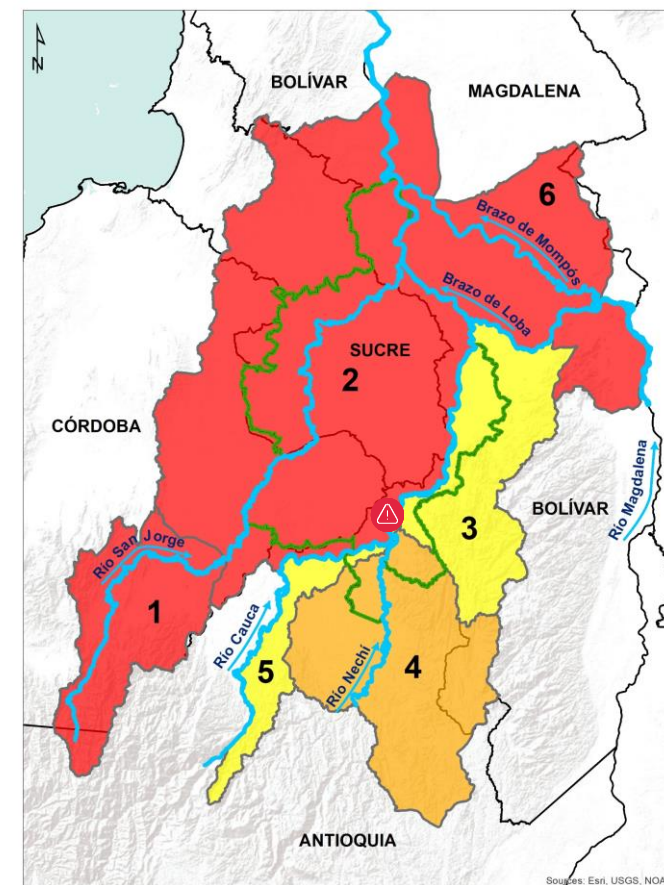 N
BOLÍVAR
MAGDALENA
6
Brazo de Mompós
Brazo de Loba
SUCRE
2
CÓRDOBA
BOLÍVAR
Río Magdalena
3
Río San Jorge
1
Río Cauca
5
Río Nechí
4
ANTIOQUIA
Sources: Esri, USGS, NOA